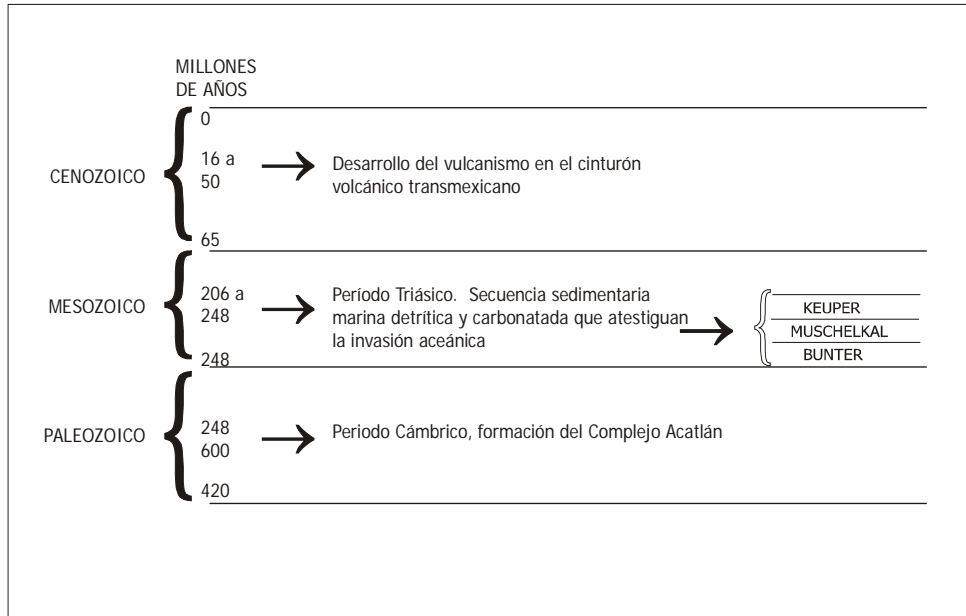 MILLONES
DE AÑOS
CENOZOICO
0
16 a
50
65
Desarrollo del vulcanismo en el cinturón
volcánico transmexicano
MESOZOICO
206 a
248
248
Período Triásico. Secuencia sedimentaria
marina detrítica y carbonatada que atestiguan
la invasión aceánica
KEUPER
MUSCHELKAL
BUNTER
PALEOZOICO
248
600
420
Periodo Cámbrico, formación del Complejo Acatlán